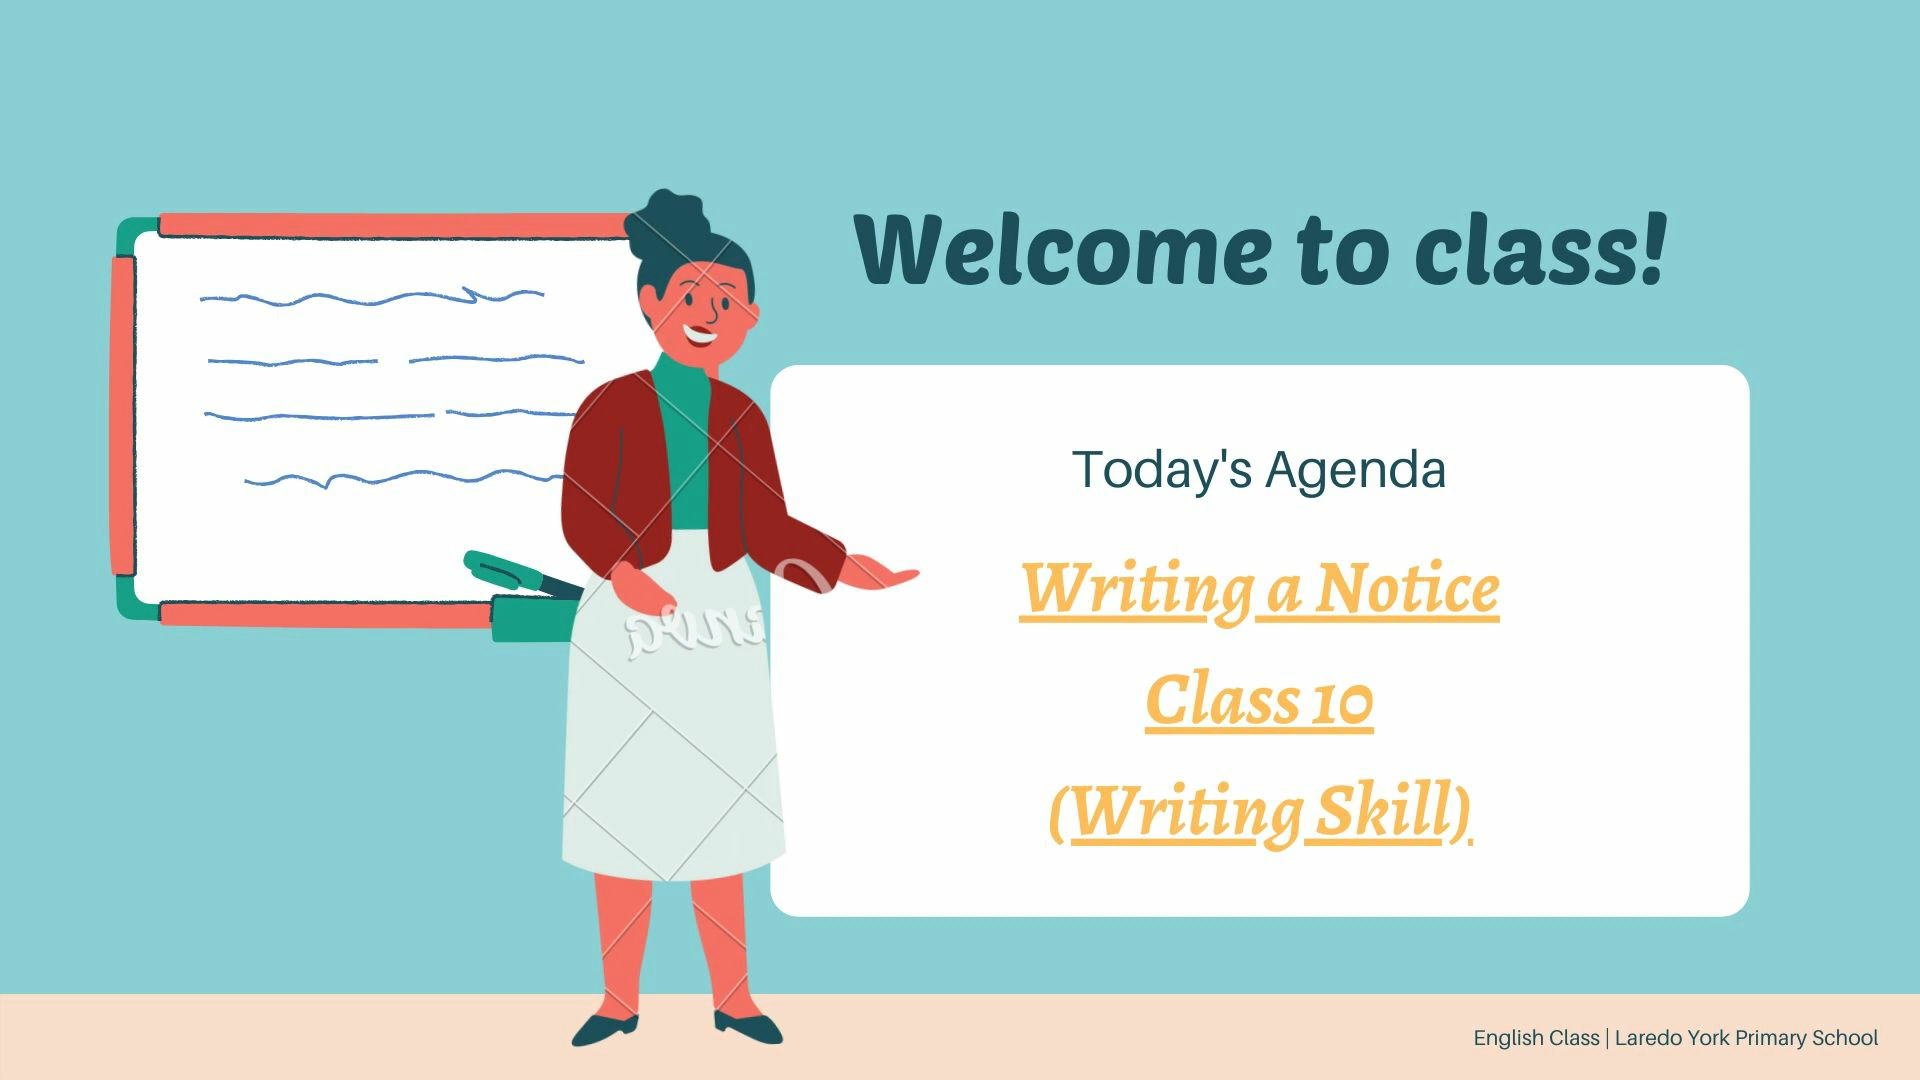 Welcome to class!
Today's Agenda
Writing a Notice
Class 10
(Writing Skill)
English Class | Laredo York Primary School